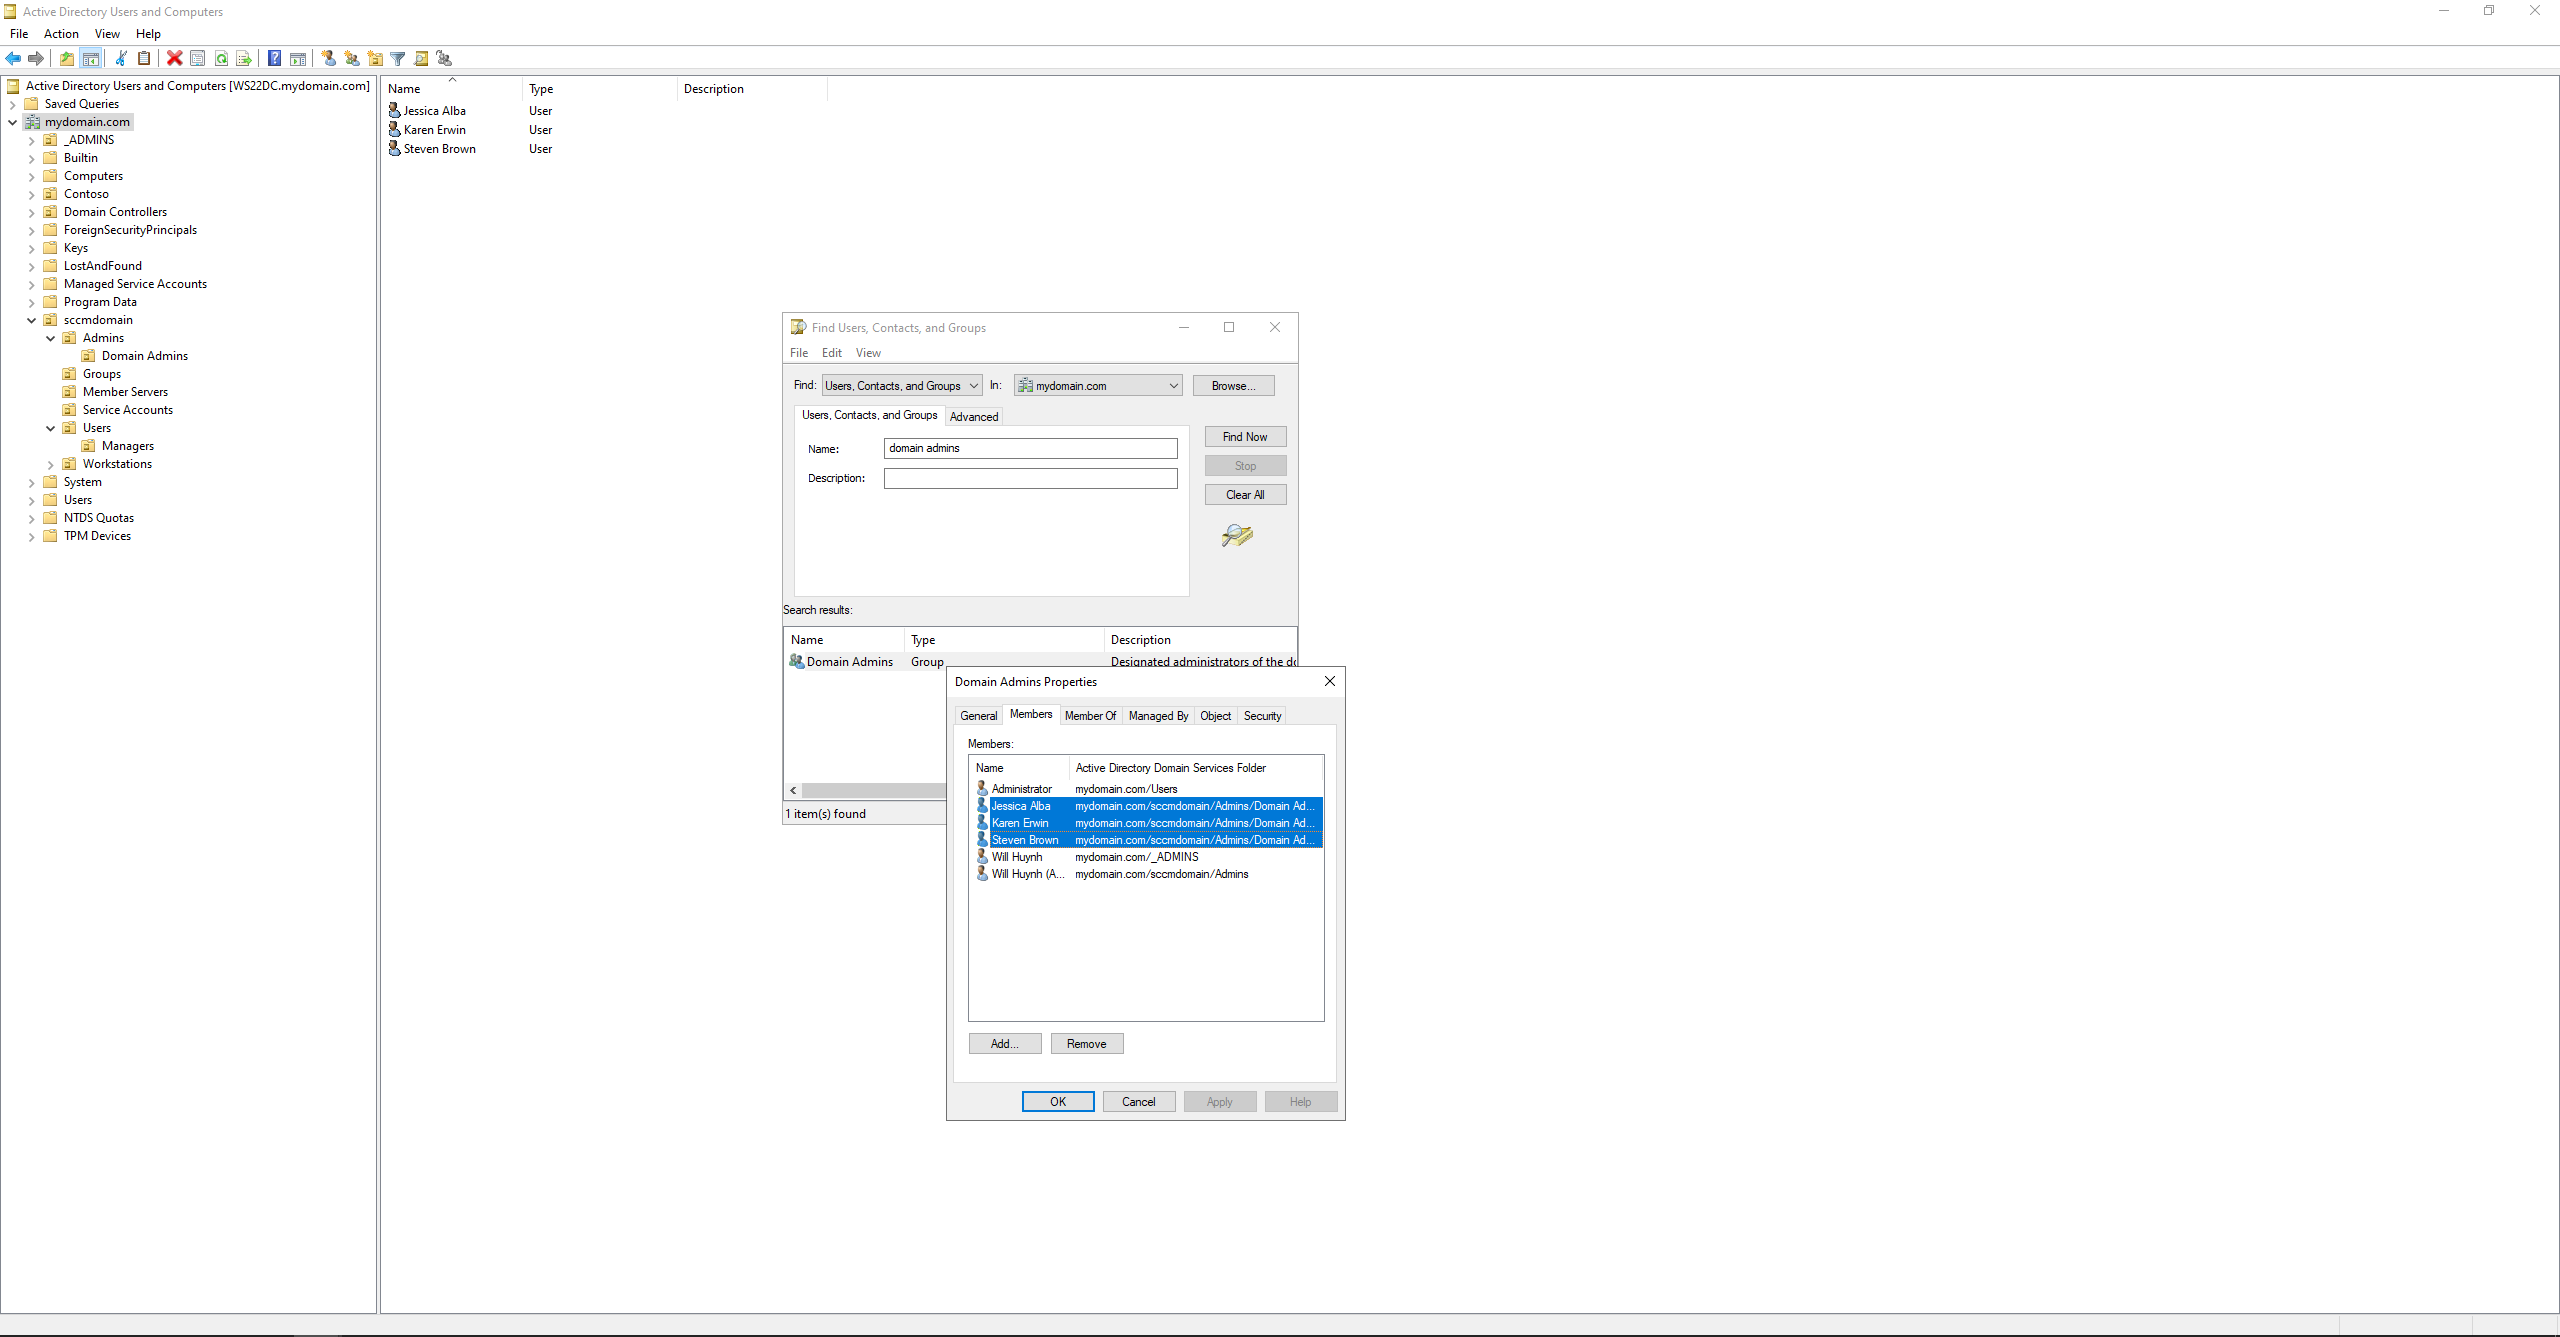 Active Directory Users and Computers
File Action View Help
Active Directory Users and Computers [WS22DC.mydomain.com]
Saved Queries
mydomain.com
_ADMINS
Builtin
Computers
Contoso
Domain Controllers
ForeignSecurityPrincipals
Keys
LostAndFound
Managed Service Accounts
Program Data
sccmdomain
Admins
Domain Admins
Groups
Member Servers
Service Accounts
Users
Managers
Workstations
System
Users
NTDS Quotas
TPM Devices
Name Type Description
Jessica Alba User
Karen Erwin User
Steven Brown User
Find Users, Contacts, and Groups
File Edit View
Find: Users, Contacts, and Groups In: mydomain.com Browse...
Users, Contacts, and Groups Advanced
Name: domain admins
Description:
Find Now
Stop
Clear All
Search results:
Name Type Description
Domain Admins Group Designated administrators of the do
1 item(s) found
Domain Admins Properties
General Members Member Of Managed By Object Security
Members:
Name Active Directory Domain Services Folder
Administrator mydomain.com/Users
Jessica Alba mydomain.com/sccmdomain/Admins/Domain Ad...
Karen Erwin mydomain.com/sccmdomain/Admins/Domain Ad...
Steven Brown mydomain.com/sccmdomain/Admins/Domain Ad...
Will Huynh mydomain.com/_ADMINS
Will Huynh (A... mydomain.com/sccmdomain/Admins
Add... Remove
OK Cancel Apply Help